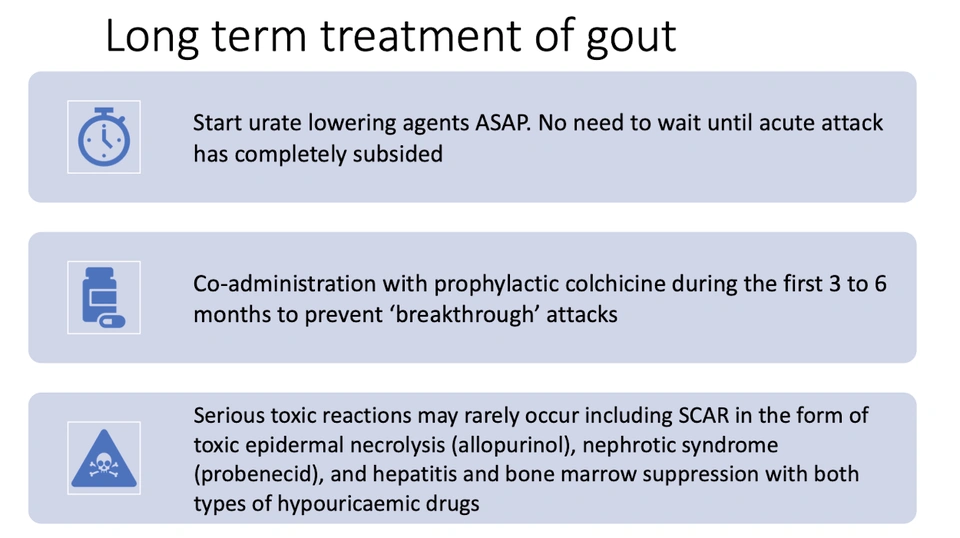 Long term treatment of gout
Start urate lowering agents ASAP. No need to wait until acute attack
has completely subsided
Co-administration with prophylactic colchicine during the first 3 to 6
months to prevent ‘breakthrough’ attacks
Serious toxic reactions may rarely occur including SCAR in the form of
toxic epidermal necrolysis (allopurinol), nephrotic syndrome
(probenecid), and hepatitis and bone marrow suppression with both
types of hypouricaemic drugs